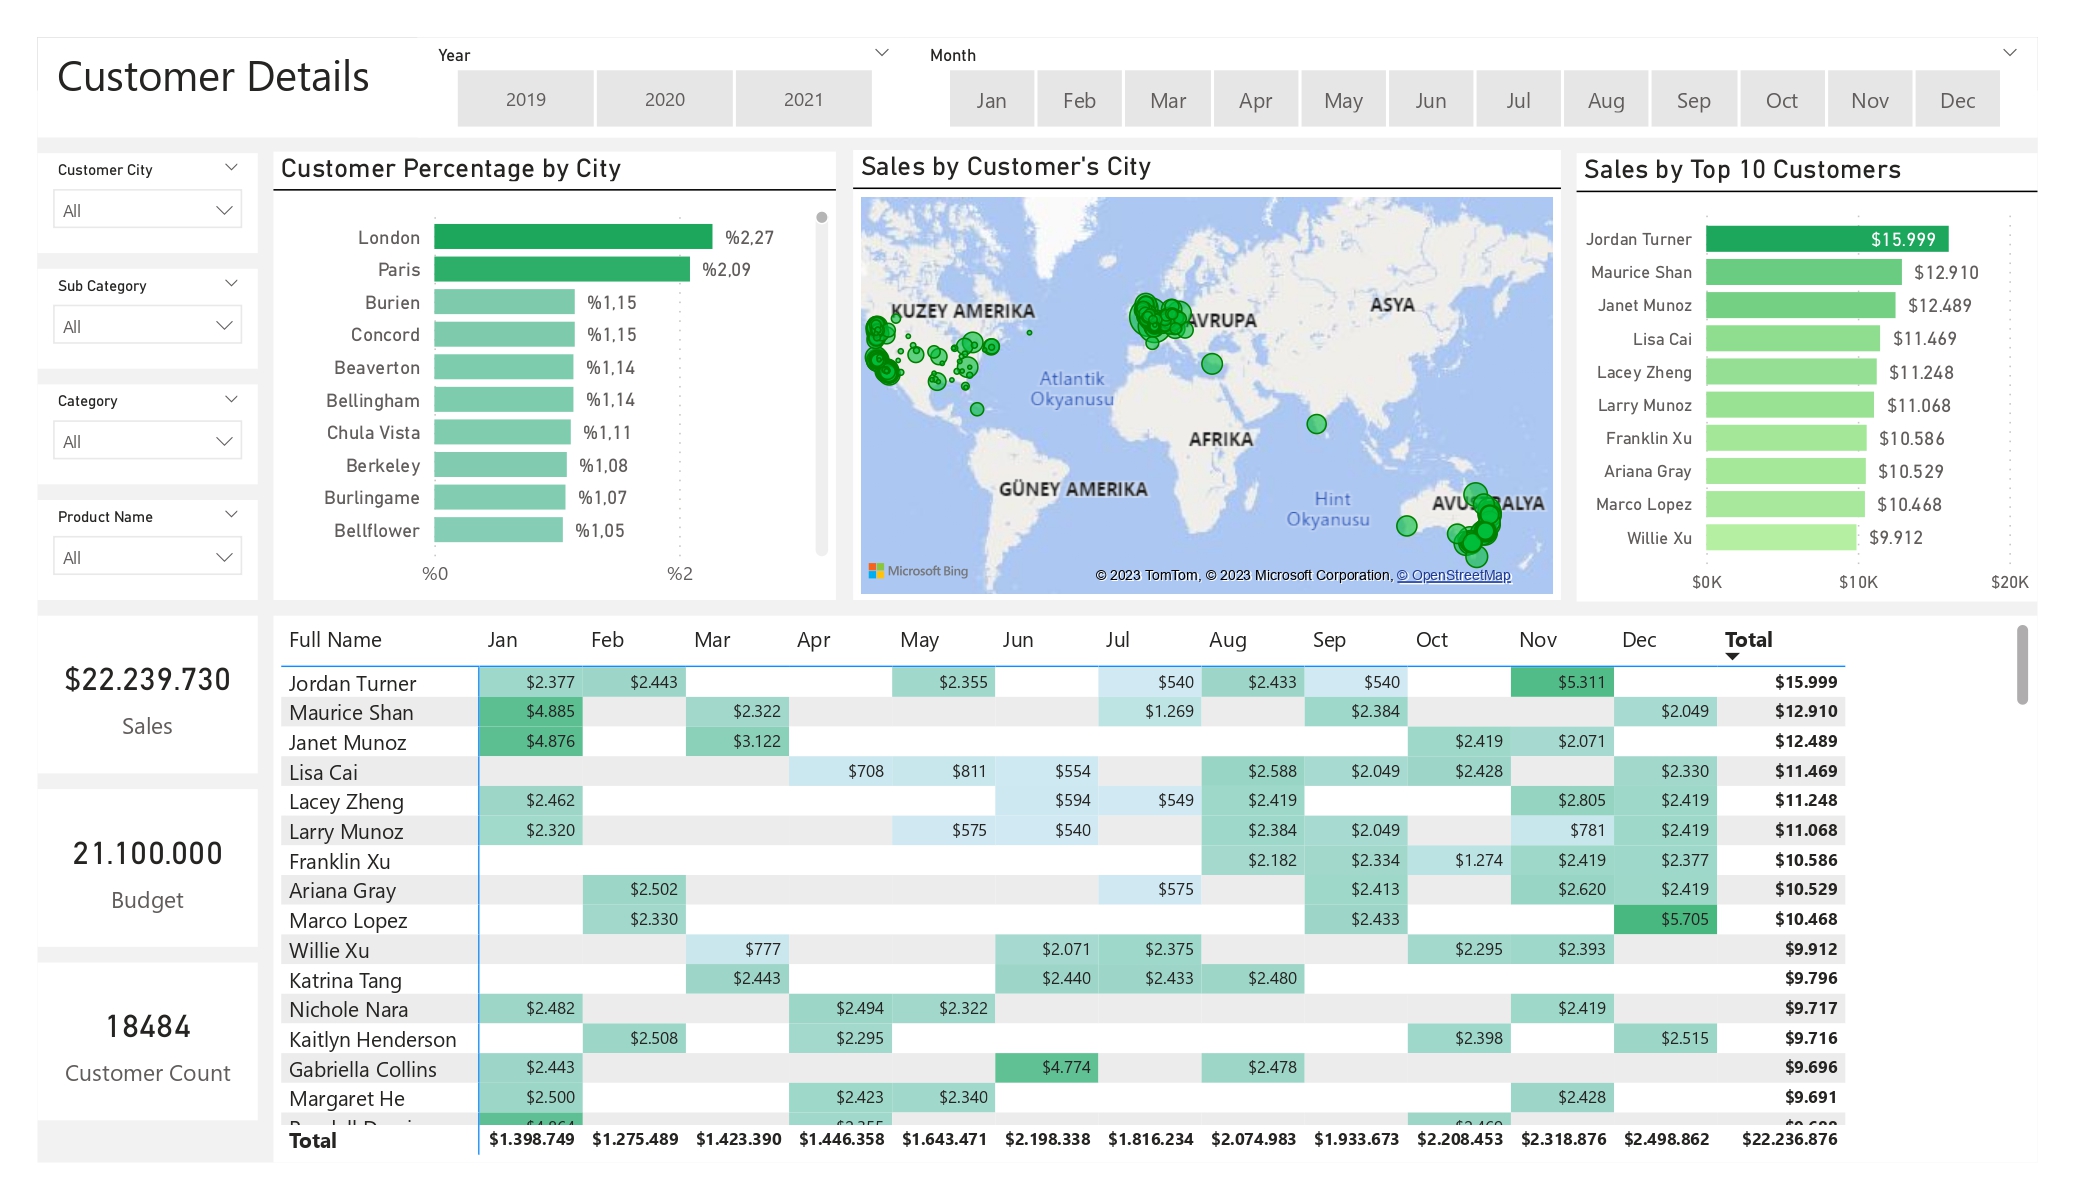 Customer Details
Year
2019 2020 2021
Month
Jan Feb Mar Apr May Jun Jul Aug Sep Oct Nov Dec
Customer City
All
Sub Category
All
Category
All
Product Name
All
$22.239.730
Sales
21.100.000
Budget
18484
Customer Count
Customer Percentage by City
London %2,27
Paris %2,09
Burien %1,15
Concord %1,15
Beaverton %1,14
Bellingham %1,14
Chula Vista %1,11
Berkeley %1,08
Burlingame %1,07
Bellflower %1,05
%0 %2
Sales by Customer's City
KUZEY AMERIKA
AVRUPA
ASYA
Atlantik
Okyanusu
AFRIKA
GÜNEY AMERIKA
Hint
Okyanusu
AVUS RALYA
Microsoft Bing
© 2023 TomTom, © 2023 Microsoft Corporation, © OpenStreetMap
Sales by Top 10 Customers
Jordan Turner $15.999
Maurice Shan $12.910
Janet Munoz $12.489
Lisa Cai $11.469
Lacey Zheng $11.248
Larry Munoz $11.068
Franklin Xu $10.586
Ariana Gray $10.529
Marco Lopez $10.468
Willie Xu $9.912
$0K $10K $20K
Full Name Jan Feb Mar Apr May Jun Jul Aug Sep Oct Nov Dec Total
Jordan Turner $2.377 $2.443 $2.355 $540 $2.433 $540 $5.311 $15.999
Maurice Shan $4.885 $2.322 $1.269 $2.384 $2.049 $12.910
Janet Munoz $4.876 $3.122 $2.419 $2.071 $12.489
Lisa Cai $708 $811 $554 $2.588 $2.049 $2.428 $2.330 $11.469
Lacey Zheng $2.462 $594 $549 $2.419 $2.805 $2.419 $11.248
Larry Munoz $2.320 $575 $540 $2.384 $2.049 $781 $2.419 $11.068
Franklin Xu $2.182 $2.334 $1.274 $2.419 $2.377 $10.586
Ariana Gray $2.502 $575 $2.413 $2.620 $2.419 $10.529
Marco Lopez $2.330 $2.433 $5.705 $10.468
Willie Xu $777 $2.071 $2.375 $2.295 $2.393 $9.912
Katrina Tang $2.443 $2.440 $2.433 $2.480 $9.796
Nichole Nara $2.482 $2.494 $2.322 $2.419 $9.717
Kaitlyn Henderson $2.508 $2.295 $2.398 $2.515 $9.716
Gabriella Collins $2.443 $4.774 $2.478 $9.696
Margaret He $2.500 $2.423 $2.340 $2.428 $9.691
Total $1.398.749 $1.275.489 $1.423.390 $1.446.358 $1.643.471 $2.198.338 $1.816.234 $2.074.983 $1.933.673 $2.208.453 $2.318.876 $2.498.862 $22.236.876